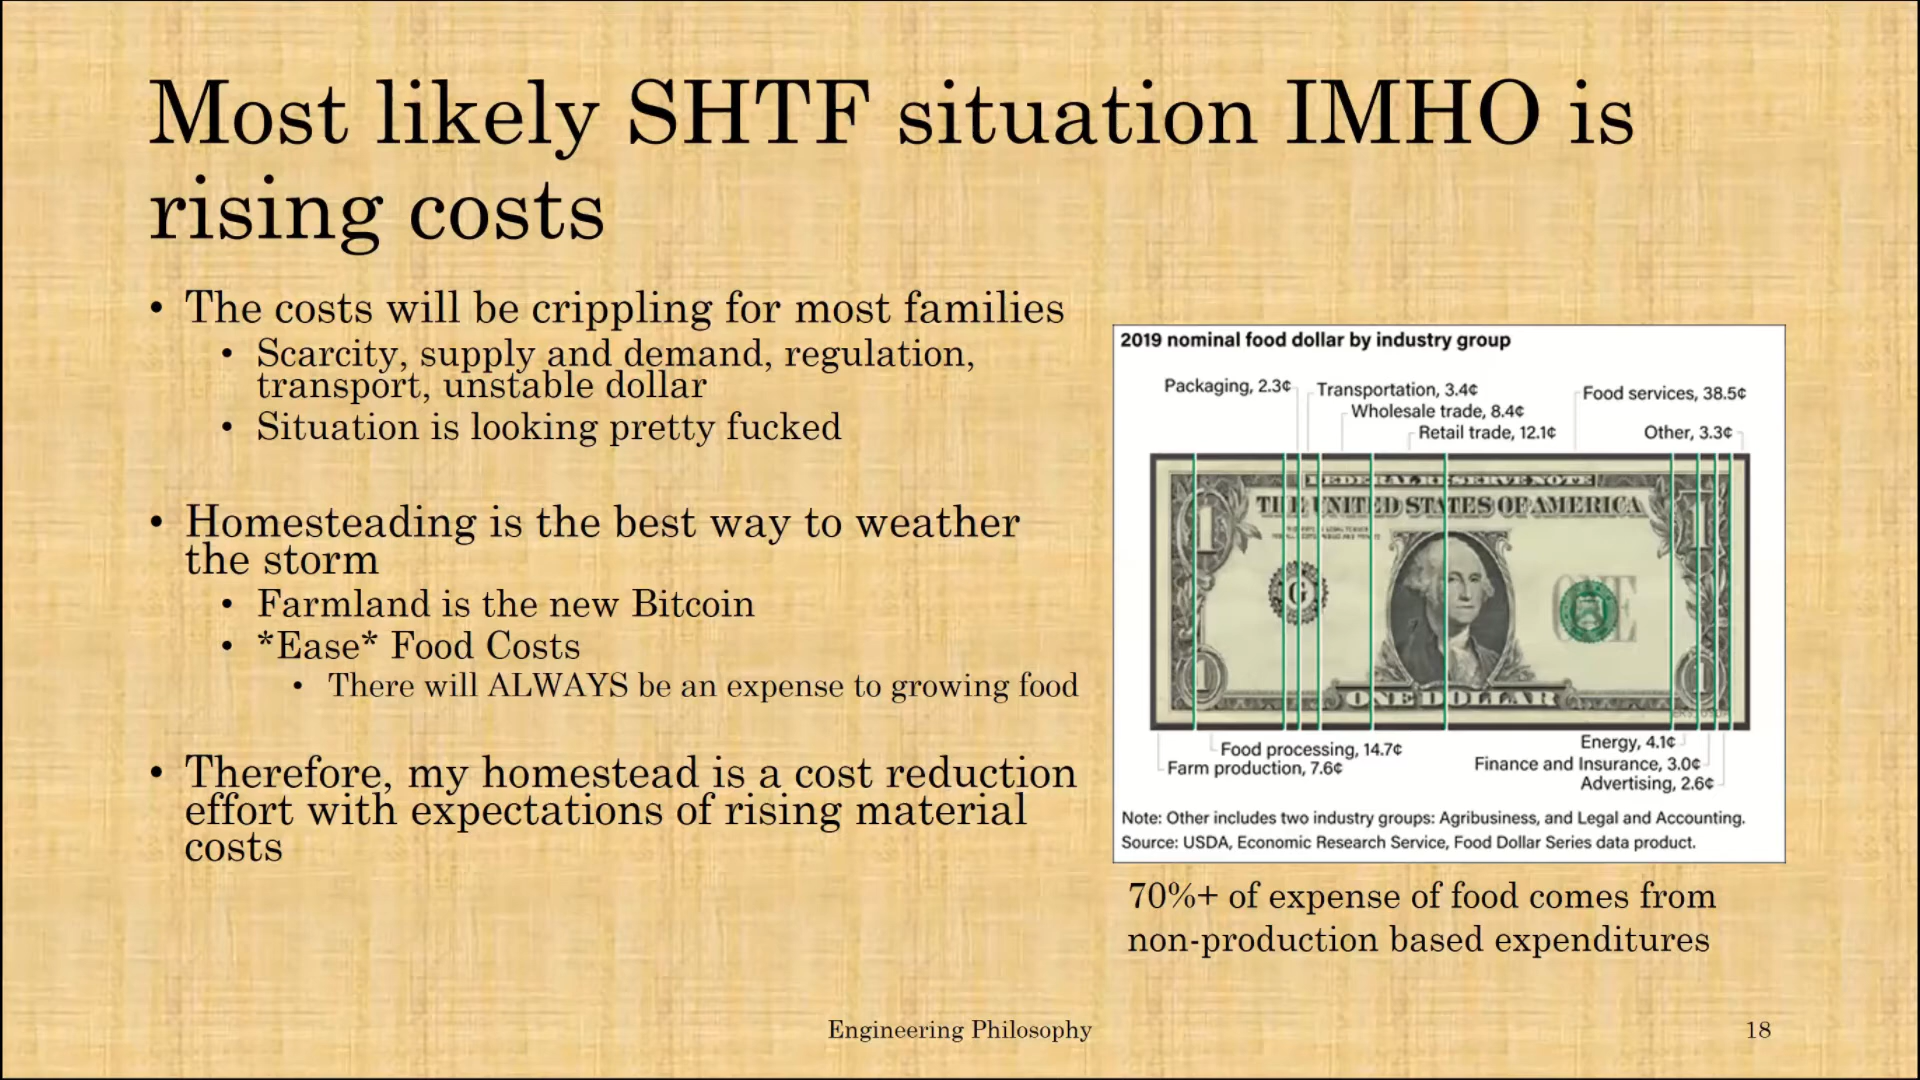 Most likely SHTF situation IMHO is
rising costs
• The costs will be crippling for most families
• Scarcity, supply and demand, regulation,
transport, unstable dollar
• Situation is looking pretty fucked
• Homesteading is the best way to weather
the storm
• Farmland is the new Bitcoin
• *Ease* Food Costs
• There will ALWAYS be an expense to growing food
• Therefore, my homestead is a cost reduction
effort with expectations of rising material
costs
2019 nominal food dollar by industry group
Packaging, 2.3¢
Transportation, 3.4¢
Wholesale trade, 8.4¢
Retail trade, 12.1¢
Food services, 38.5¢
Other, 3.3¢
FEDERAL RESERVE NOTE
THE UNITED STATES OF AMERICA
1
1
G
ONE
1
1
ONE DOLLAR
Food processing, 14.7¢
Farm production, 7.6¢
Energy, 4.1¢
Finance and Insurance, 3.0¢
Advertising, 2.6¢
Note: Other includes two industry groups: Agribusiness, and Legal and Accounting.
Source: USDA, Economic Research Service, Food Dollar Series data product.
70%+ of expense of food comes from
non-production based expenditures
Engineering Philosophy
18